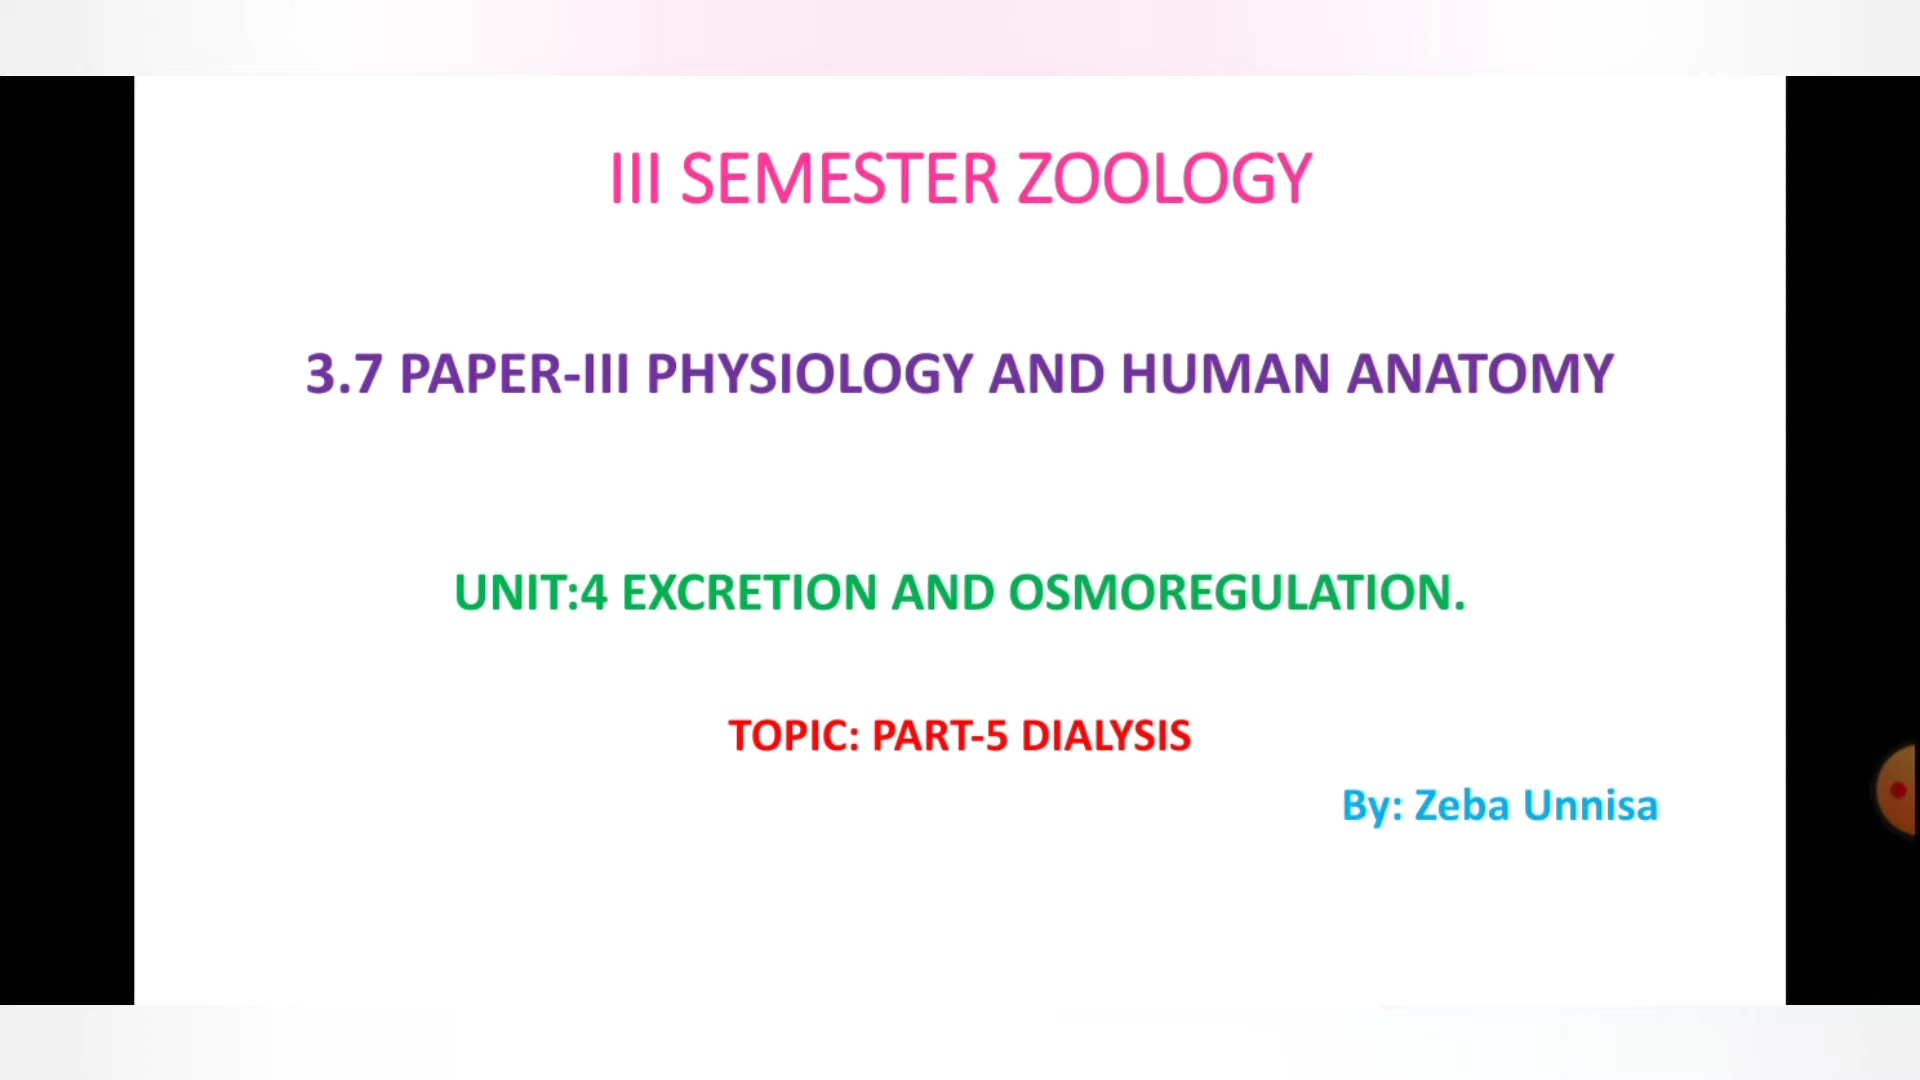 III SEMESTER ZOOLOGY
3.7 PAPER-III PHYSIOLOGY AND HUMAN ANATOMY
UNIT:4 EXCRETION AND OSMOREGULATION.
TOPIC: PART-5 DIALYSIS
By: Zeba Unnisa